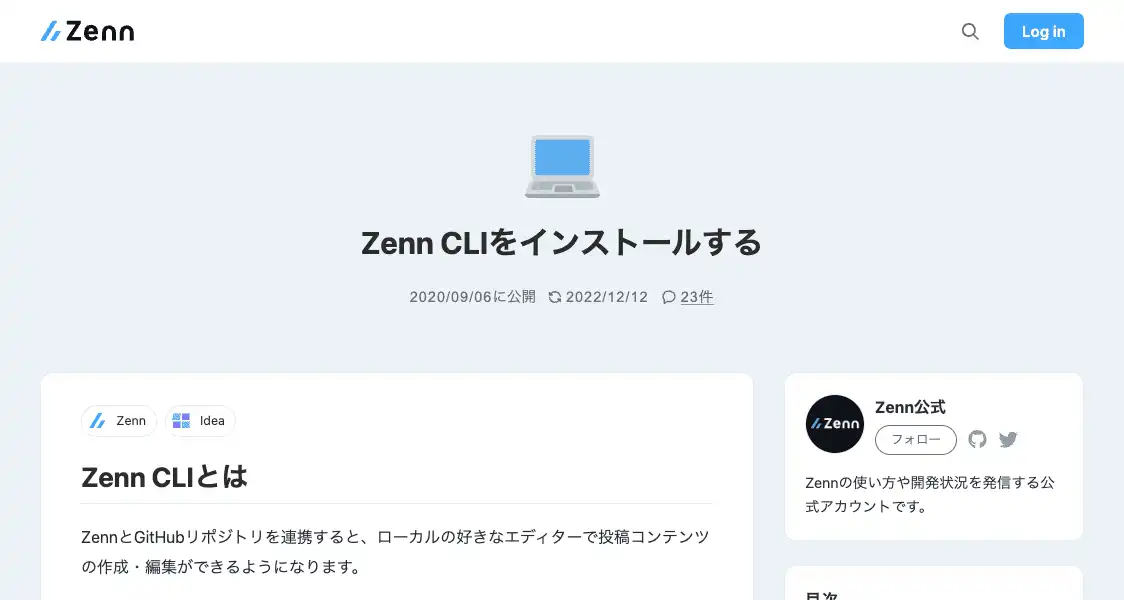 Zenn
Log in
Zenn CLIをインストールする
2020/09/06に公開 2022/12/12 23件
Zenn Idea
Zenn CLIとは
ZennとGitHubリポジトリを連携すると、ローカルの好きなエディターで投稿コンテンツ
の作成・編集ができるようになります。
Zenn
Zenn公式
フォロー
Zennの使い方や開発状況を発信する公
式アカウントです。
目次